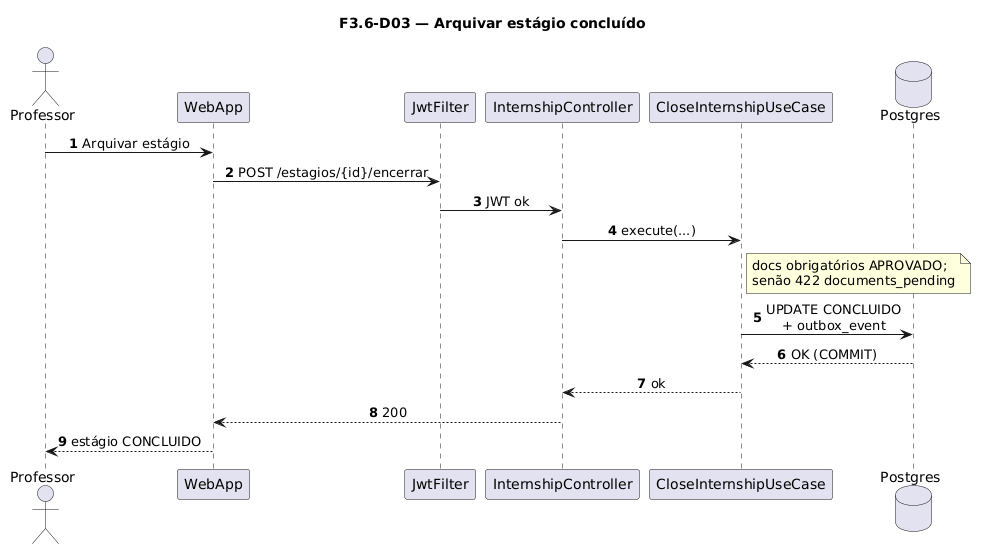 F3.6-D03 — Arquivar estágio concluído
Professor
WebApp
JwtFilter
InternshipController
CloseInternshipUseCase
Postgres
1 Arquivar estágio
2 POST /estagios/{id}/encerrar
3 JWT ok
4 execute(...)
docs obrigatórios APROVADO;
senão 422 documents_pending
5 UPDATE CONCLUIDO
+ outbox_event
6 OK (COMMIT)
7 ok
8 200
9 estágio CONCLUIDO
Professor
WebApp
JwtFilter
InternshipController
CloseInternshipUseCase
Postgres